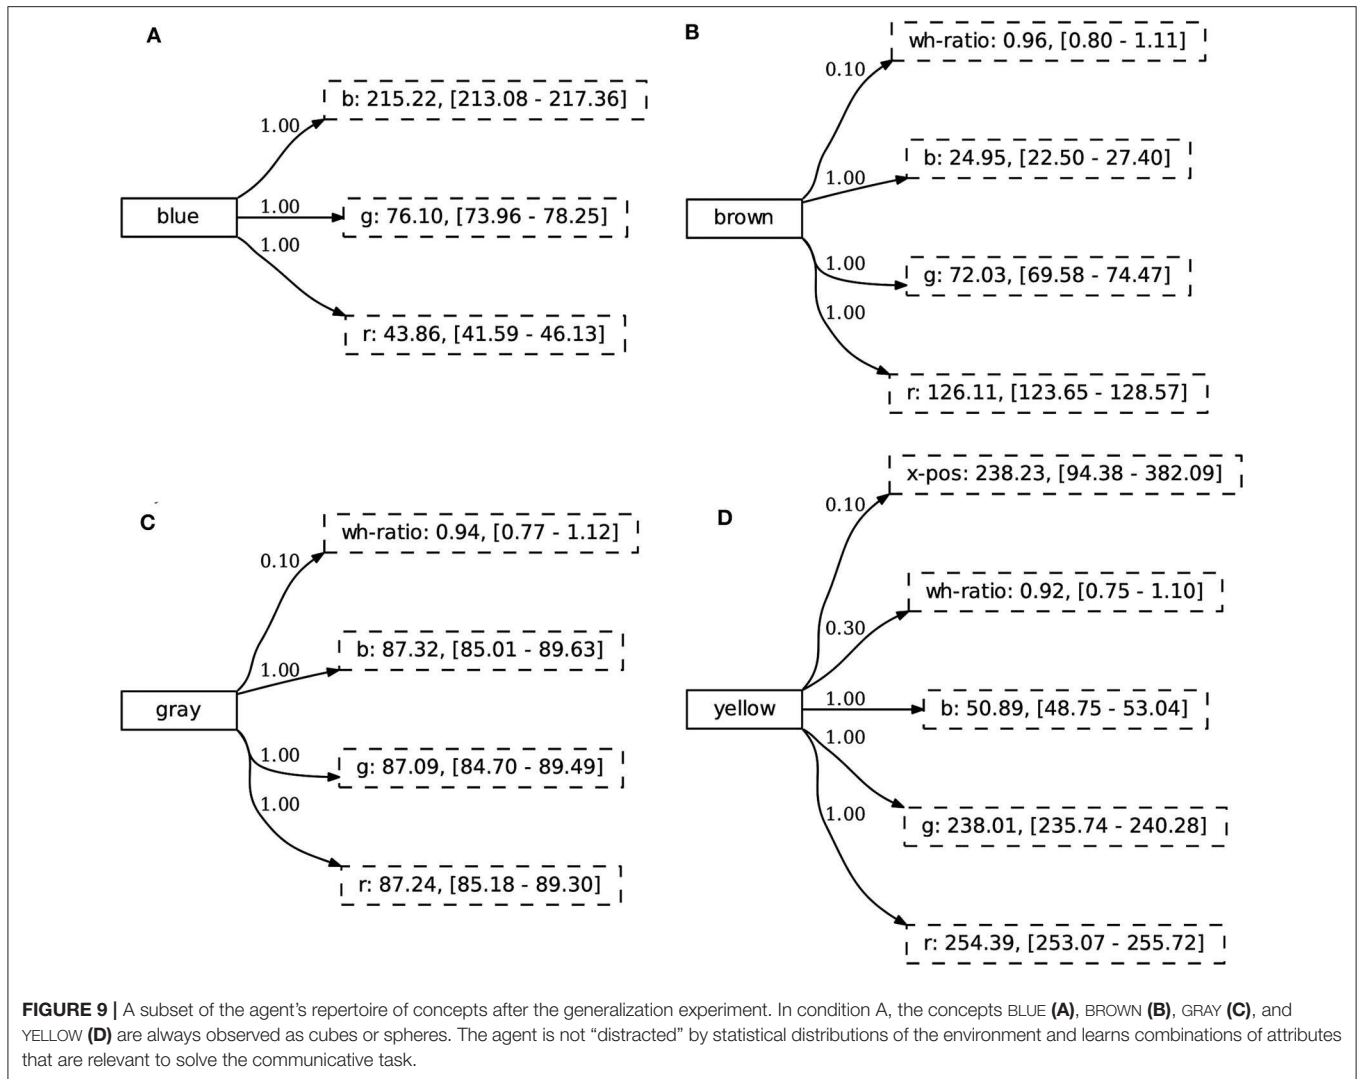 A
b: 215.22, [213.08 - 217.36]
1.00
blue
1.00
g: 76.10, [73.96 - 78.25]
1.00
r: 43.86, [41.59 - 46.13]
B
wh-ratio: 0.96, [0.80 - 1.11]
0.10
b: 24.95, [22.50 - 27.40]
1.00
brown
1.00
g: 72.03, [69.58 - 74.47]
1.00
r: 126.11, [123.65 - 128.57]
C
wh-ratio: 0.94, [0.77 - 1.12]
0.10
b: 87.32, [85.01 - 89.63]
1.00
gray
1.00
g: 87.09, [84.70 - 89.49]
1.00
r: 87.24, [85.18 - 89.30]
D
x-pos: 238.23, [94.38 - 382.09]
0.10
wh-ratio: 0.92, [0.75 - 1.10]
0.30
yellow
1.00
b: 50.89, [48.75 - 53.04]
1.00
g: 238.01, [235.74 - 240.28]
1.00
r: 254.39, [253.07 - 255.72]
FIGURE 9 | A subset of the agent's repertoire of concepts after the generalization experiment. In condition A, the concepts BLUE (A), BROWN (B), GRAY (C), and
YELLOW (D) are always observed as cubes or spheres. The agent is not “distracted” by statistical distributions of the environment and learns combinations of attributes
that are relevant to solve the communicative task.